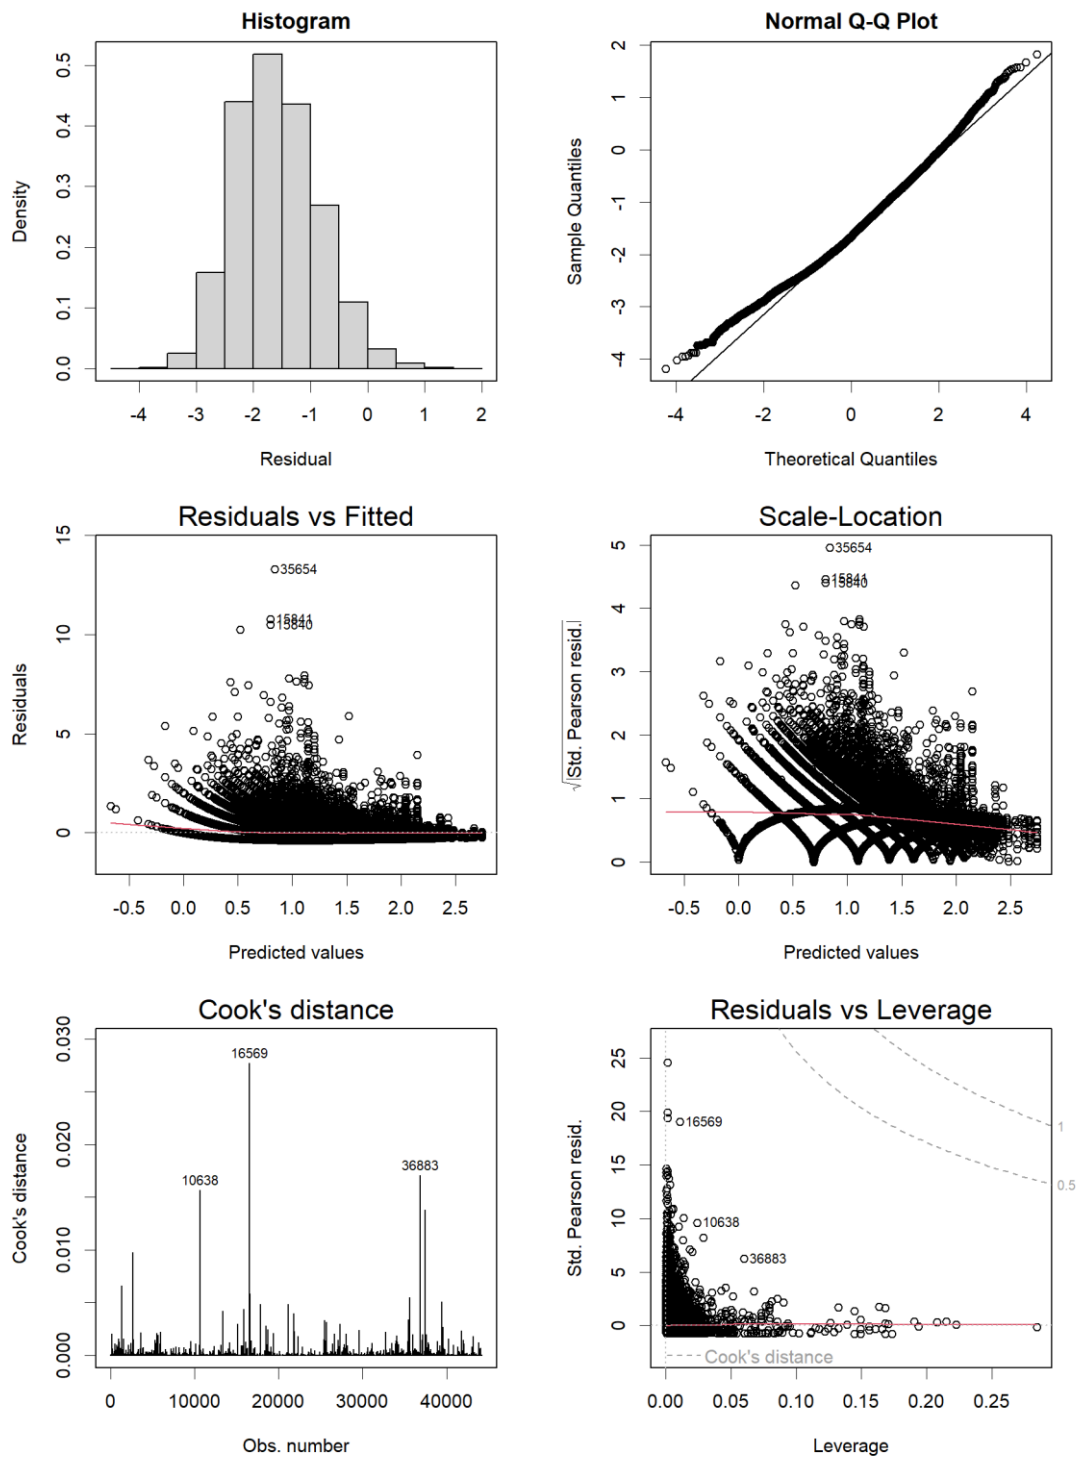 Histogram
Density
0.0 0.1 0.2 0.3 0.4 0.5
-4 -3 -2 -1 0 1 2
Residual
Normal Q-Q Plot
Sample Quantiles
-4 -3 -2 -1 0 1 2
-4 -2 0 2 4
Theoretical Quantiles
Residuals vs Fitted
Residuals
0 5 10 15
35654
15841
15840
-0.5 0.0 0.5 1.0 1.5 2.0 2.5
Predicted values
Scale-Location
√|Std. Pearson resid.|
0 1 2 3 4 5
35654
15841
15840
-0.5 0.0 0.5 1.0 1.5 2.0 2.5
Predicted values
Cook's distance
Cook's distance
0.000 0.010 0.020 0.030
16569
10638
36883
0 10000 20000 30000 40000
Obs. number
Residuals vs Leverage
Std. Pearson resid.
0 5 10 15 20 25
16569
10638
36883
1
0.5
Cook's distance
0.00 0.05 0.10 0.15 0.20 0.25
Leverage